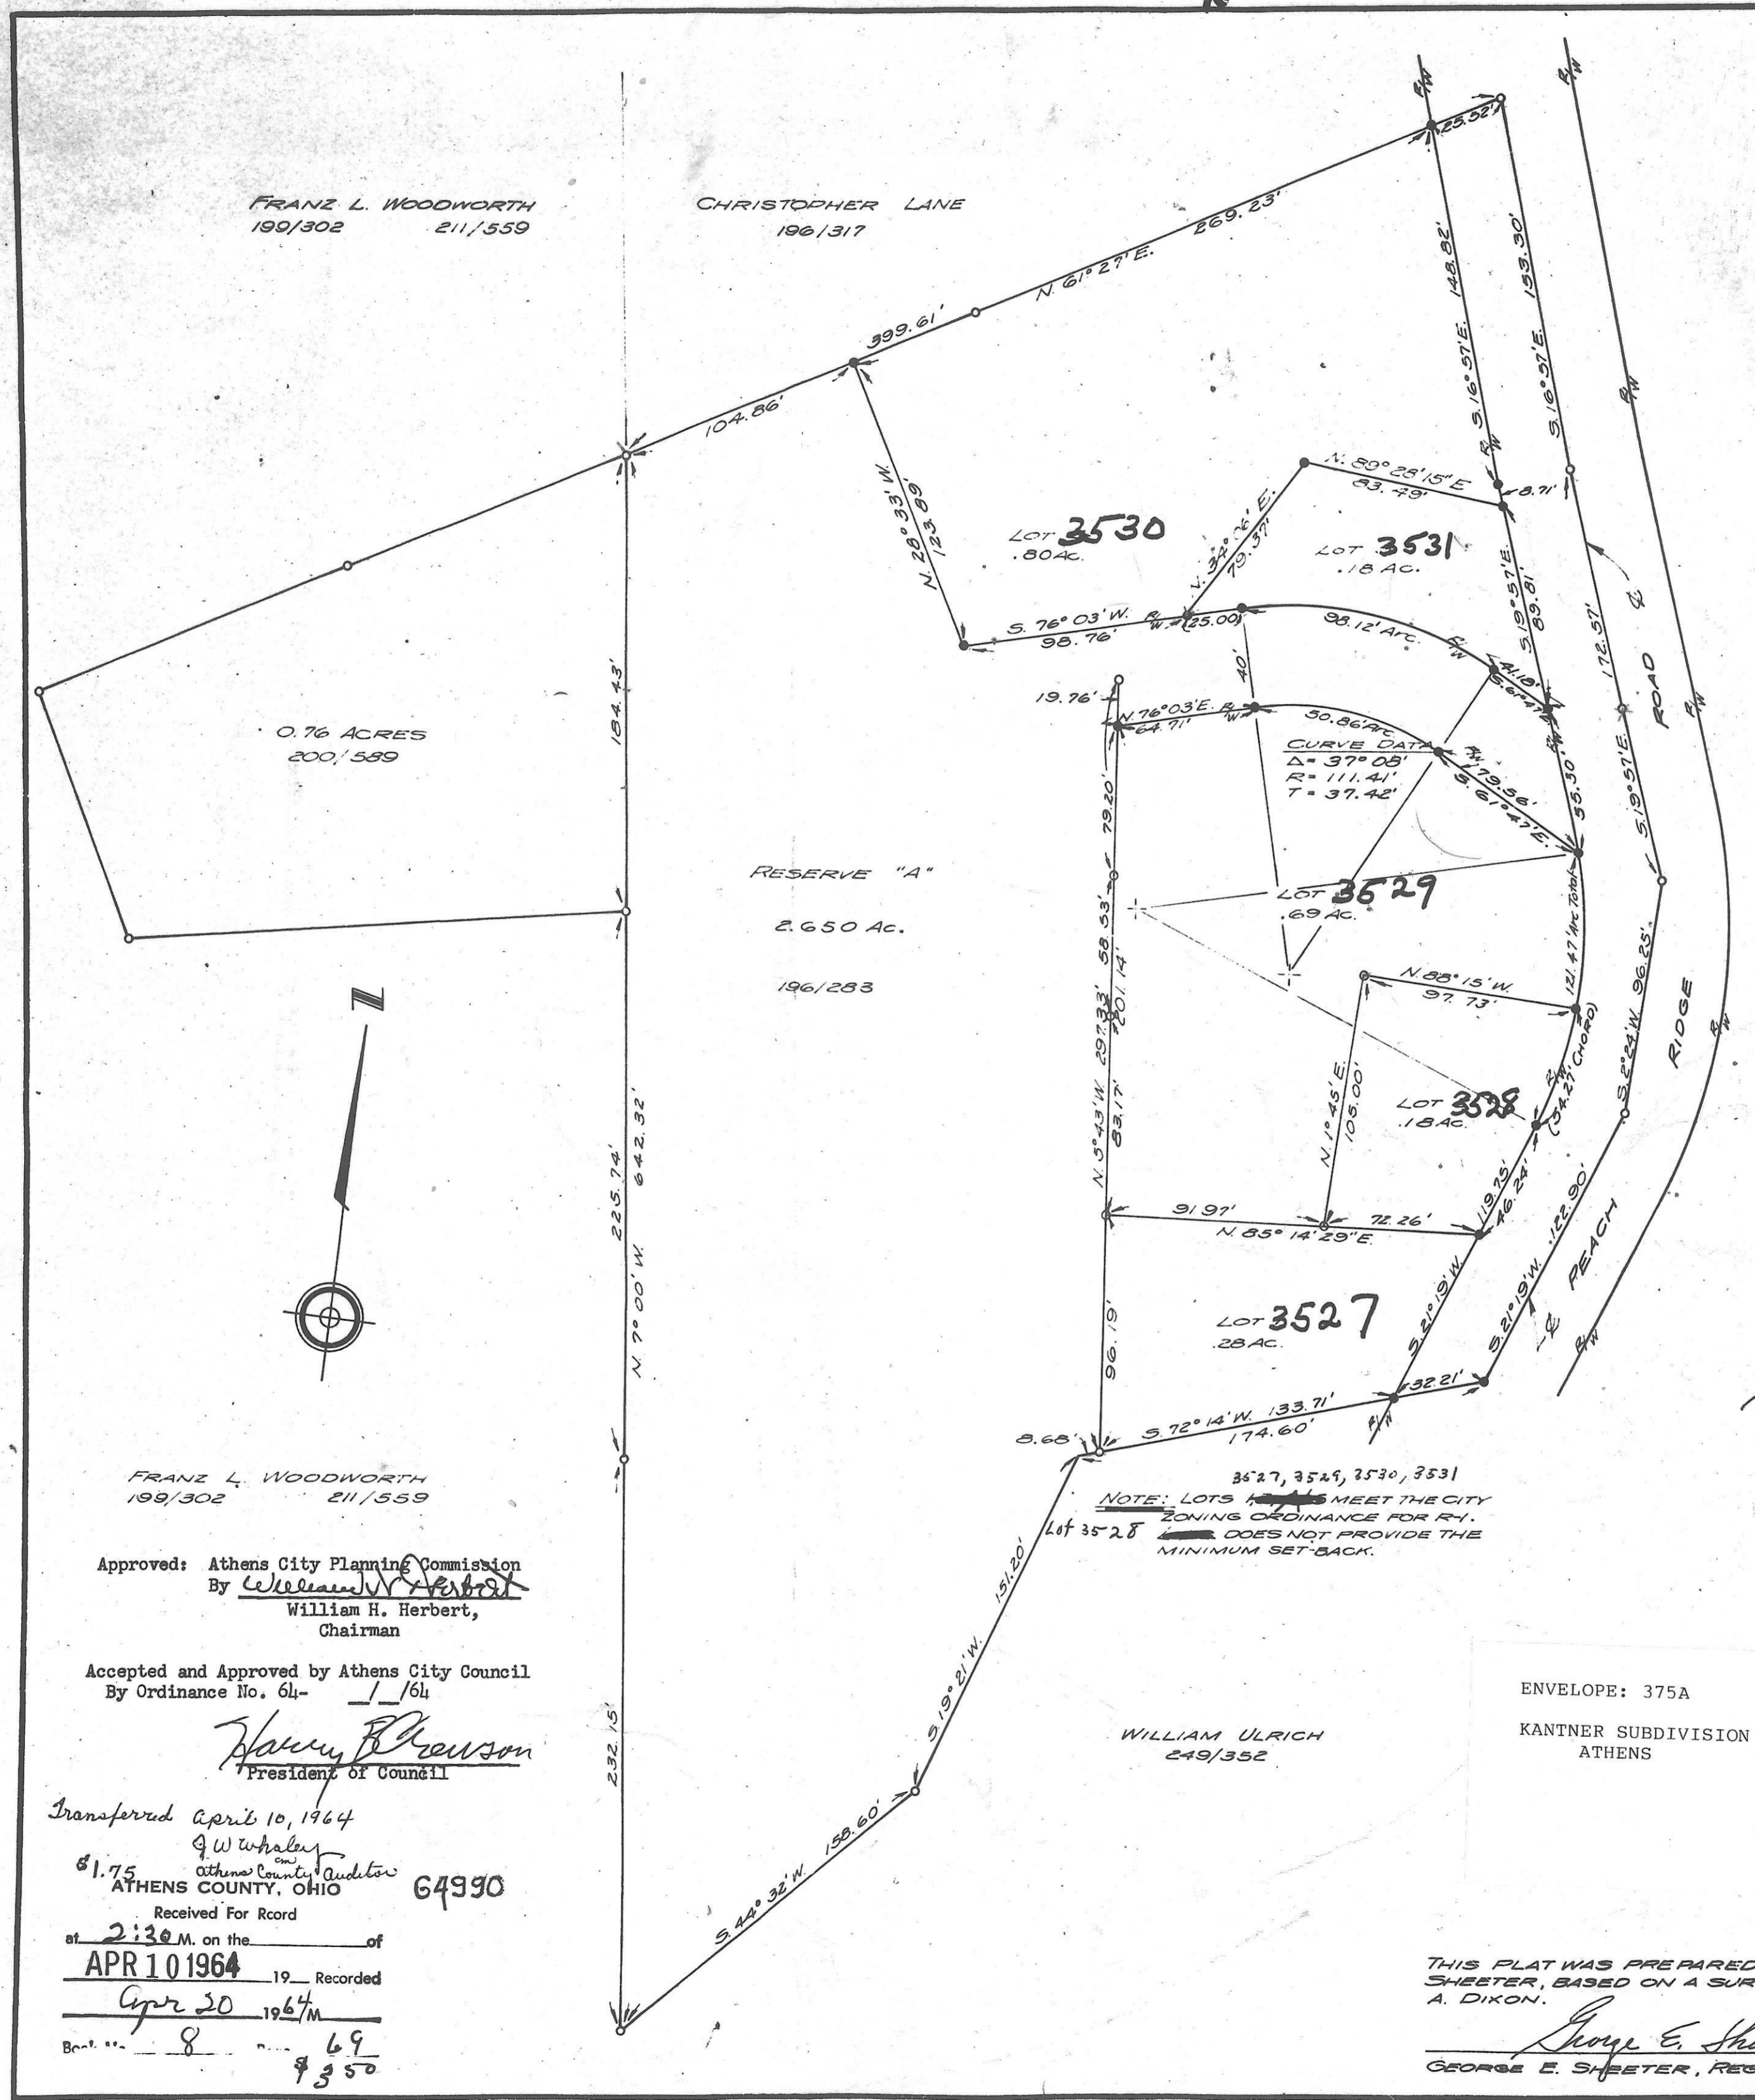 R/W
R/W
25.52'
FRANZ L. WOODWORTH
199/302 211/559
CHRISTOPHER LANE
196/317
269.23'
N. 61° 27' E.
399.61'
104.86'
S. 16° 57' E. 148.82'
S. 16° 57' E. 153.30'
R/W
R/W
N. 28° 33' W.
123.89'
LOT 3530
.80 AC.
N. 89° 28' 15" E
83.49'
8.71'
79.37'
LOT 3531
.18 AC.
S. 19° 57' E.
89.81'
S. 76° 03' W.
98.76'
R/W
(25.00)
98.12' Arc.
R/W
41.18'
S. 61° 47'
172.57'
S. 19° 57' E.
℄
ROAD
R/W
184.43'
0.76 ACRES
200/589
19.76'
40'
N. 76° 03' E. R/W
64.71'
50.86' Arc
CURVE DATA
Δ = 37° 08'
R = 111.41'
T = 37.42'
R/W
79.56'
S. 61° 47' E.
R/W
55.30'
79.20'
RESERVE "A"
2.650 Ac.
196/283
58.53'
201.14'
LOT 3529
.69 AC.
121.47' Arc Total
N. 88° 15' W.
97.73'
S. 2° 24' W. 96.25'
RIDGE
R/W
N
N. 5° 43' W. 297.33'
83.17'
N. 1° 45' E.
105.00'
LOT 3528
.18 AC.
R/W
(54.27' CHORD)
225.74'
N. 7° 00' W. 642.32'
91.97'
72.26'
N. 85° 14' 29" E.
119.75'
46.24'
S. 21° 19' W.
S. 21° 19' W. 122.90'
℄ PEACH
R/W
96.19'
LOT 3527
.28 AC.
32.21'
8.68'
S. 72° 14' W. 133.71'
174.60'
R/W
FRANZ L. WOODWORTH
199/302 211/559
3527, 3529, 3530, 3531
NOTE: LOTS MEET THE CITY
ZONING ORDINANCE FOR R-1.
Lot 3528 DOES NOT PROVIDE THE
MINIMUM SET-BACK.
Approved: Athens City Planning Commission
By William H Herbert
William H. Herbert,
Chairman
Accepted and Approved by Athens City Council
By Ordinance No. 64- _/_/64
President of Council
151.20'
S. 19° 21' W.
232.15'
158.60'
S. 44° 32' W.
WILLIAM ULRICH
249/352
ENVELOPE: 375A
KANTNER SUBDIVISION
ATHENS
Transferred April 10, 1964
J W Whaley
cm
$1.75 Athens County Auditor
ATHENS COUNTY, OHIO 64990
Received For Rcord
at 2:30 M. on the of
APR 10 1964 19 Recorded
Apr 20 1964 M
8 69
$3 50
THIS PLAT WAS PREPARED
SHEETER, BASED ON A SUR
A. DIXON.
George E. She
GEORGE E. SHEETER, REG